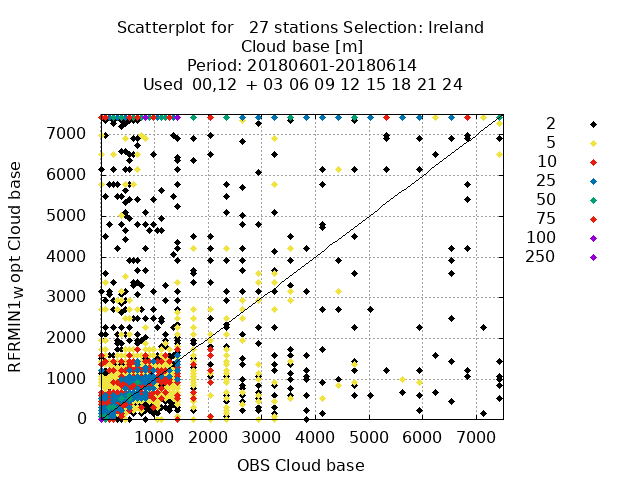 Scatterplot for   27 stations Selection: Ireland
Cloud base [m]
Period: 20180601-20180614
Used  00,12  + 03 06 09 12 15 18 21 24
RFRMIN1_W opt Cloud base
7000
6000
5000
4000
3000
2000
1000
0
1000 2000 3000 4000 5000 6000 7000
OBS Cloud base
2
5
10
25
50
75
100
250